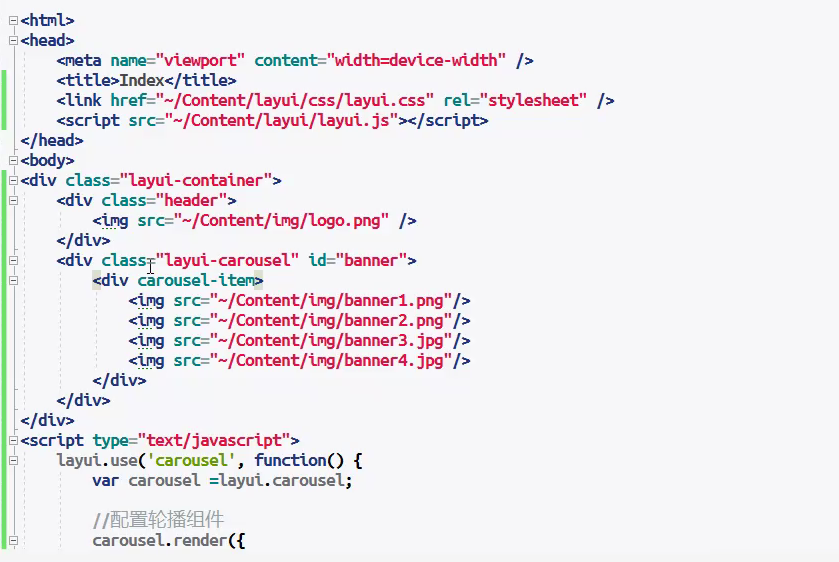 <html>
<head>
<meta name="viewport" content="width=device-width" />
<title>Index</title>
<link href="~/Content/layui/css/layui.css" rel="stylesheet" />
<script src="~/Content/layui/layui.js"></script>
</head>
<body>
<div class="layui-container">
<div class="header">
<img src="~/Content/img/logo.png" />
</div>
<div class="layui-carousel" id="banner">
<div carousel-item>
<img src="~/Content/img/banner1.png"/>
<img src="~/Content/img/banner2.png"/>
<img src="~/Content/img/banner3.jpg"/>
<img src="~/Content/img/banner4.jpg"/>
</div>
</div>
</div>
<script type="text/javascript">
layui.use('carousel', function() {
var carousel =layui.carousel;
//配置轮播组件
carousel.render({